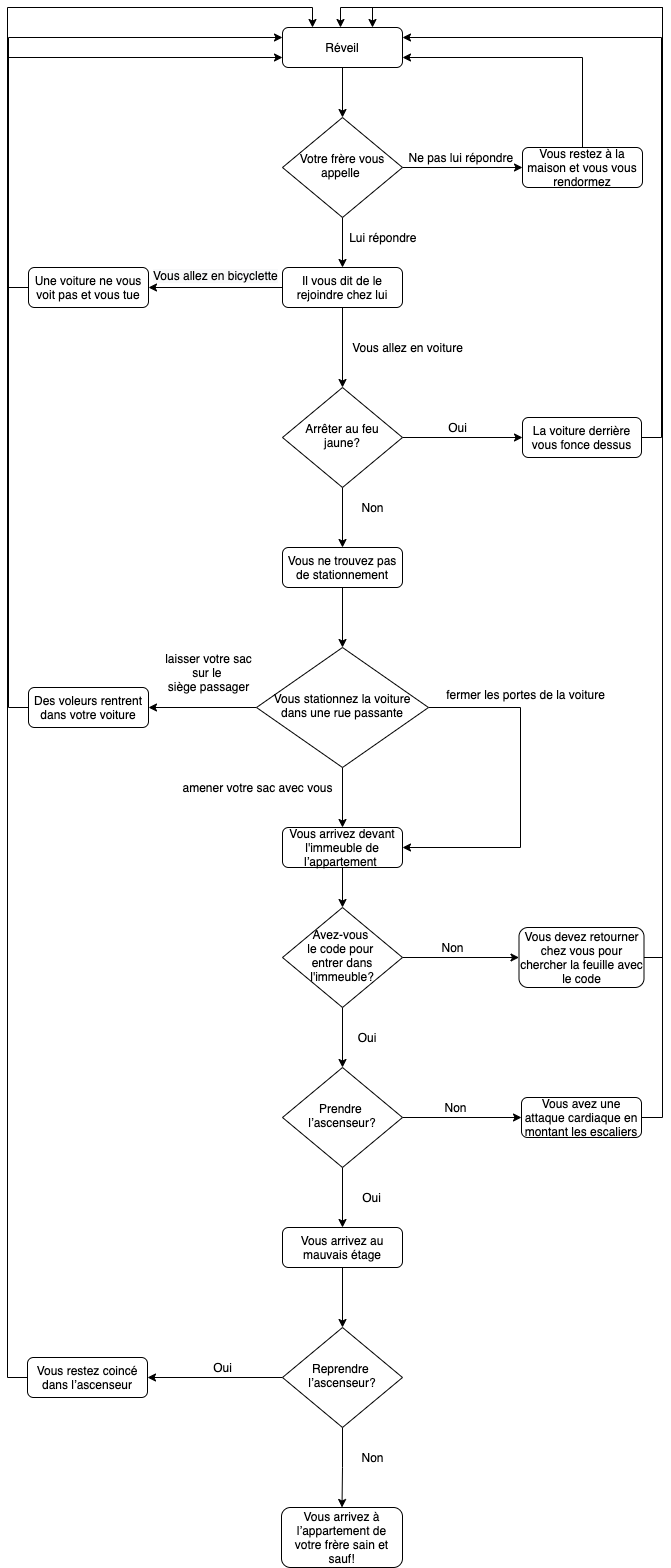 Réveil
Votre frère vous
appelle
Ne pas lui répondre
Vous restez à la
maison et vous vous
rendormez
Lui répondre
Une voiture ne vous
voit pas et vous tue
Vous allez en bicyclette
Il vous dit de le
rejoindre chez lui
Vous allez en voiture
Arrêter au feu
jaune?
Oui
La voiture derrière
vous fonce dessus
Non
Vous ne trouvez pas
de stationnement
laisser votre sac
sur le
siège passager
Des voleurs rentrent
dans votre voiture
Vous stationnez la voiture
dans une rue passante
fermer les portes de la voiture
amener votre sac avec vous
Vous arrivez devant
l'immeuble de
l'appartement
Avez-vous
le code pour
entrer dans
l'immeuble?
Non
Vous devez retourner
chez vous pour
chercher la feuille avec
le code
Oui
Prendre
l'ascenseur?
Non
Vous avez une
attaque cardiaque en
montant les escaliers
Oui
Vous arrivez au
mauvais étage
Reprendre
l'ascenseur?
Oui
Vous restez coincé
dans l'ascenseur
Non
Vous arrivez à
l'appartement de
votre frère sain et
sauf!